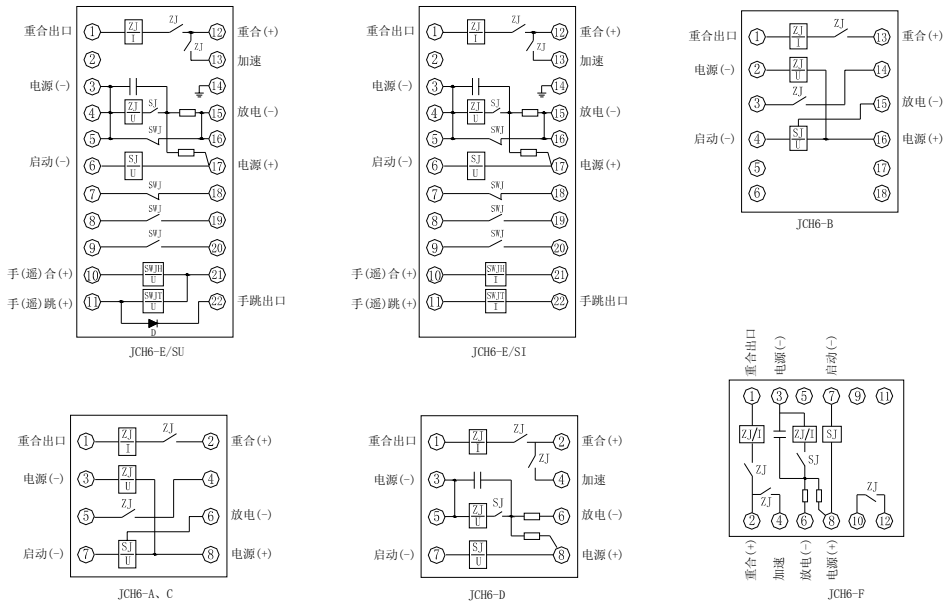 重合出口 1 ZJ I ZJ 12 重合(+)
2 ZJ 13 加速
电源(-) 3 14
4 ZJ U SJ 15 放电(-)
5 SWJ 16
启动(-) 6 SJ U 17 电源(+)
7 SWJ 18
8 SWJ 19
9 SWJ 20
手(遥)合(+) 10 SWJH U 21
手(遥)跳(+) 11 SWJT U 22 手跳出口
D
JCH6-E/SU
重合出口 1 ZJ I ZJ 12 重合(+)
2 ZJ 13 加速
电源(-) 3 14
4 ZJ U SJ 15 放电(-)
5 SWJ 16
启动(-) 6 SJ U 17 电源(+)
7 SWJ 18
8 SWJ 19
9 SWJ 20
手(遥)合(+) 10 SWJH I 21
手(遥)跳(+) 11 SWJT I 22 手跳出口
JCH6-E/SI
重合出口 1 ZJ I ZJ 13 重合(+)
电源(-) 2 ZJ U 14
3 ZJ 15 放电(-)
启动(-) 4 SJ U 16 电源(+)
5 17
6 18
JCH6-B
重合出口 1 ZJ I ZJ 2 重合(+)
电源(-) 3 ZJ U 4
5 ZJ 6 放电(-)
启动(-) 7 SJ U 8 电源(+)
JCH6-A、C
重合出口 1 ZJ I ZJ 2 重合(+)
电源(-) 3 ZJ 4 加速
5 ZJ U SJ 6 放电(-)
启动(-) 7 SJ U 8 电源(+)
JCH6-D
重合出口 电源(-) 启动(-)
1 3 5 7 9 11
ZJ/I ZJ/I SJ
ZJ SJ
ZJ ZJ
2 4 6 8 10 12
重合(+) 加速 放电(-) 电源(+)
JCH6-F